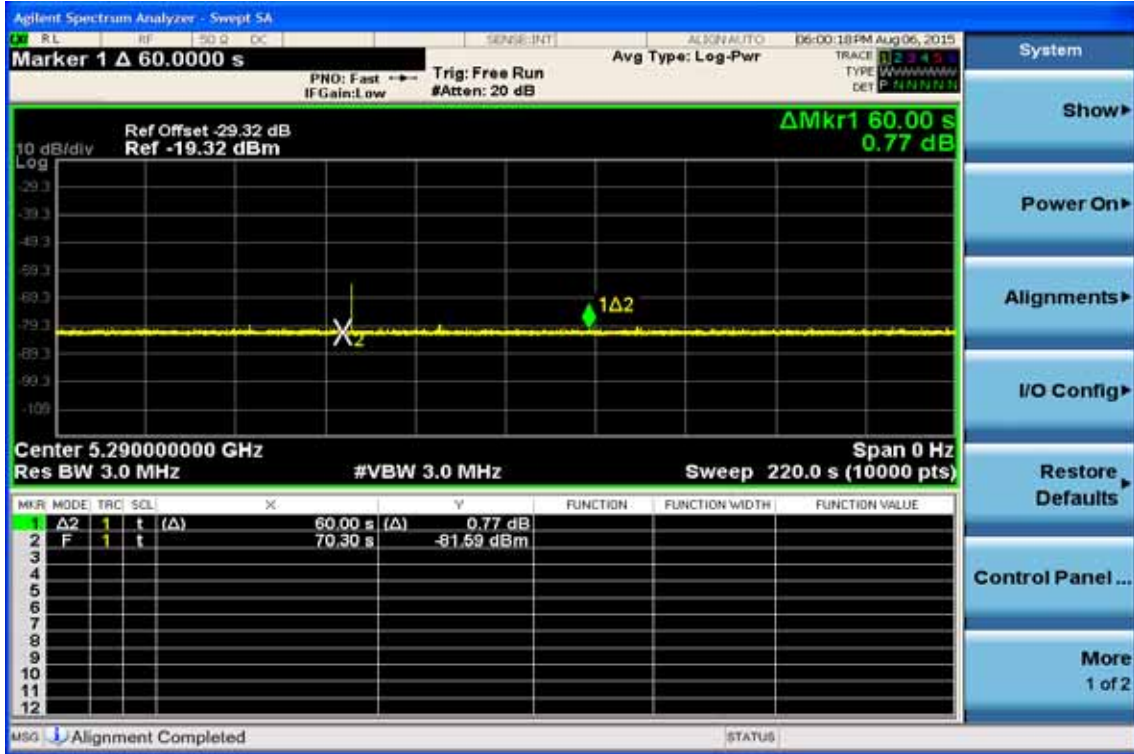 Agilent Spectrum Analyzer - Swept SA
RL RF 50 Ω DC SENSE:INT ALIGN AUTO 06:00:18 PM Aug 06, 2015
Marker 1 Δ 60.0000 s
PNO: Fast
IFGain:Low
Trig: Free Run
#Atten: 20 dB
Avg Type: Log-Pwr
TRACE 1 2 3 4 5 6
TYPE
DET P N N N N N
System
Show
Power On
Alignments
I/O Config
Restore Defaults
Control Panel ...
More
1 of 2
ΔMkr1 60.00 s
0.77 dB
Ref Offset -29.32 dB
10 dB/div Ref -19.32 dBm
Log
-29.3
-39.3
-49.3
-59.3
-69.3
-79.3
-89.3
-99.3
-109
1Δ2
2
Center 5.290000000 GHz Span 0 Hz
Res BW 3.0 MHz #VBW 3.0 MHz Sweep 220.0 s (10000 pts)
MKR MODE TRC SCL X Y FUNCTION FUNCTION WIDTH FUNCTION VALUE
1 Δ2 1 t (Δ) 60.00 s (Δ) 0.77 dB
2 F 1 t 70.30 s -81.59 dBm
3
4
5
6
7
8
9
10
11
12
MSG Alignment Completed STATUS